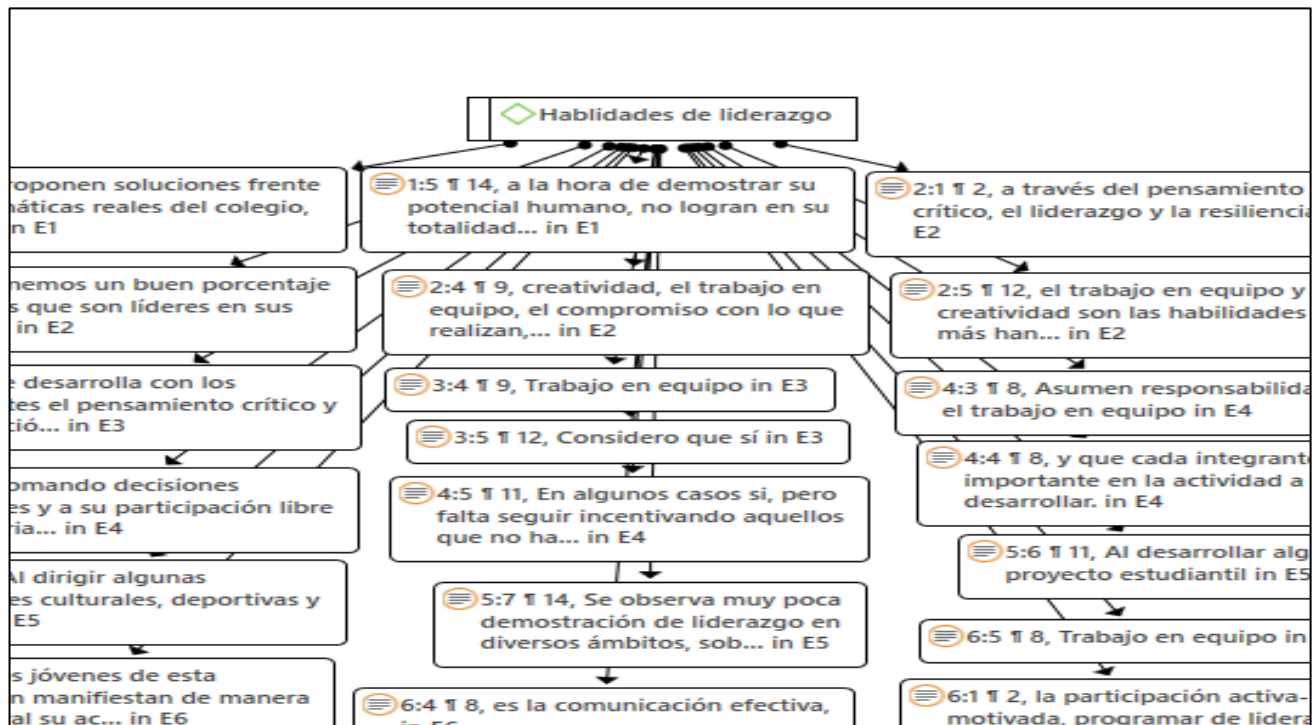 Hablidades de liderazgo
oponen soluciones frente
áticas reales del colegio,
n E1
1:5 ¶ 14, a la hora de demostrar su
potencial humano, no logran en su
totalidad... in E1
2:1 ¶ 2, a través del pensamiento
crítico, el liderazgo y la resiliencia
E2
nemos un buen porcentaje
s que son líderes en sus
in E2
2:4 ¶ 9, creatividad, el trabajo en
equipo, el compromiso con lo que
realizan,... in E2
2:5 ¶ 12, el trabajo en equipo y
creatividad son las habilidades
más han... in E2
e desarrolla con los
tes el pensamiento crítico y
ció... in E3
3:4 ¶ 9, Trabajo en equipo in E3
3:5 ¶ 12, Considero que sí in E3
4:3 ¶ 8, Asumen responsabilida
el trabajo en equipo in E4
omando decisiones
es y a su participación libre
ria... in E4
4:5 ¶ 11, En algunos casos si, pero
falta seguir incentivando aquellos
que no ha... in E4
4:4 ¶ 8, y que cada integrante
importante en la actividad a
desarrollar. in E4
Al dirigir algunas
es culturales, deportivas y
E5
5:7 ¶ 14, Se observa muy poca
demostración de liderazgo en
diversos ámbitos, sob... in E5
5:6 ¶ 11, Al desarrollar alg
proyecto estudiantil in E5
6:5 ¶ 8, Trabajo en equipo in
s jóvenes de esta
n manifiestan de manera
al su ac... in E6
6:4 ¶ 8, es la comunicación efectiva,
6:1 ¶ 2, la participación activa-
motivada, programar de lidera